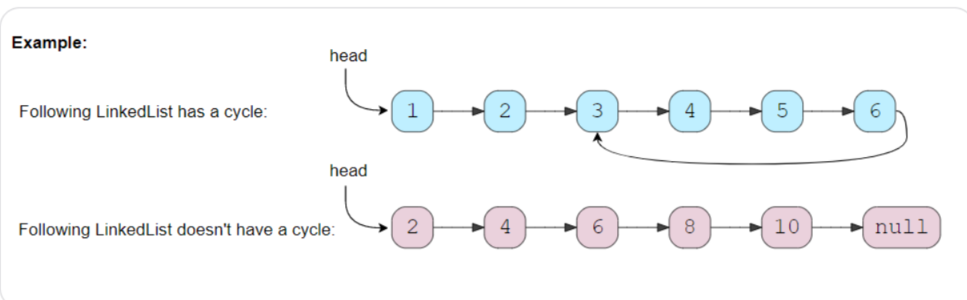 Example:
head
Following LinkedList has a cycle: 1 2 3 4 5 6
head
Following LinkedList doesn't have a cycle: 2 4 6 8 10 null